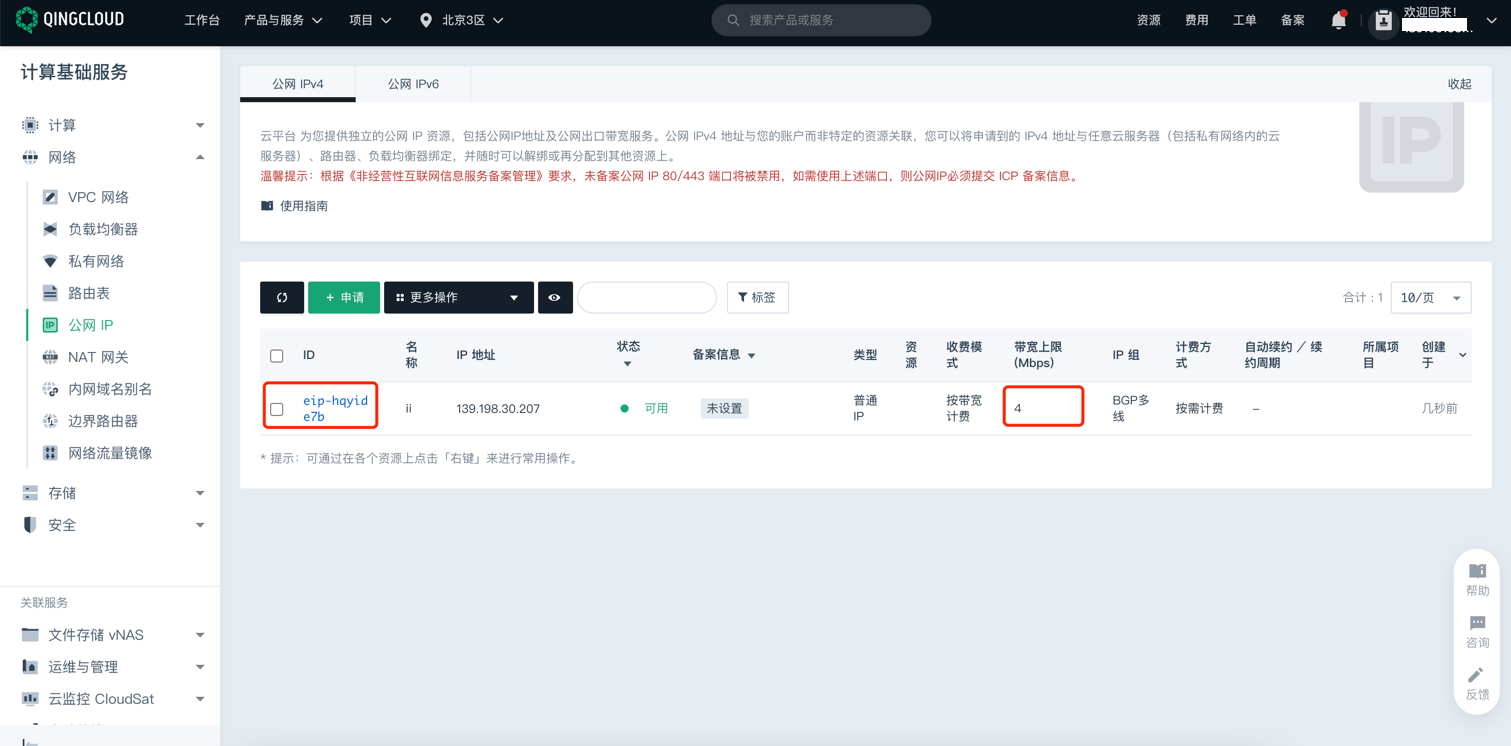 QINGCLOUD 工作台 产品与服务 项目 北京3区 搜索产品或服务 资源 费用 工单 备案 欢迎回来!
计算基础服务
计算
网络
VPC 网络
负载均衡器
私有网络
路由表
公网 IP
NAT 网关
内网域名别名
边界路由器
网络流量镜像
存储
安全
关联服务
文件存储 vNAS
运维与管理
云监控 CloudSat
公网 IPv4 公网 IPv6 收起
云平台 为您提供独立的公网 IP 资源，包括公网IP地址及公网出口带宽服务。公网 IPv4 地址与您的账户而非特定的资源关联，您可以将申请到的 IPv4 地址与任意云服务器（包括私有网络内的云
服务器）、路由器、负载均衡器绑定，并随时可以解绑或再分配到其他资源上。
温馨提示：根据《非经营性互联网信息服务备案管理》要求，未备案公网 IP 80/443 端口将被禁用，如需使用上述端口，则公网IP必须提交 ICP 备案信息。
使用指南
IP
+ 申请 更多操作 标签 合计：1 10/页
ID 名称 IP 地址 状态 备案信息 类型 资源 收费模式 带宽上限 (Mbps) IP 组 计费方式 自动续约 ／ 续约周期 所属项目 创建于
eip-hqyide7b ii 139.198.30.207 可用 未设置 普通IP 按带宽计费 4 BGP多线 按需计费 – 几秒前
* 提示：可通过在各个资源上点击「右键」来进行常用操作。
帮助
咨询
反馈